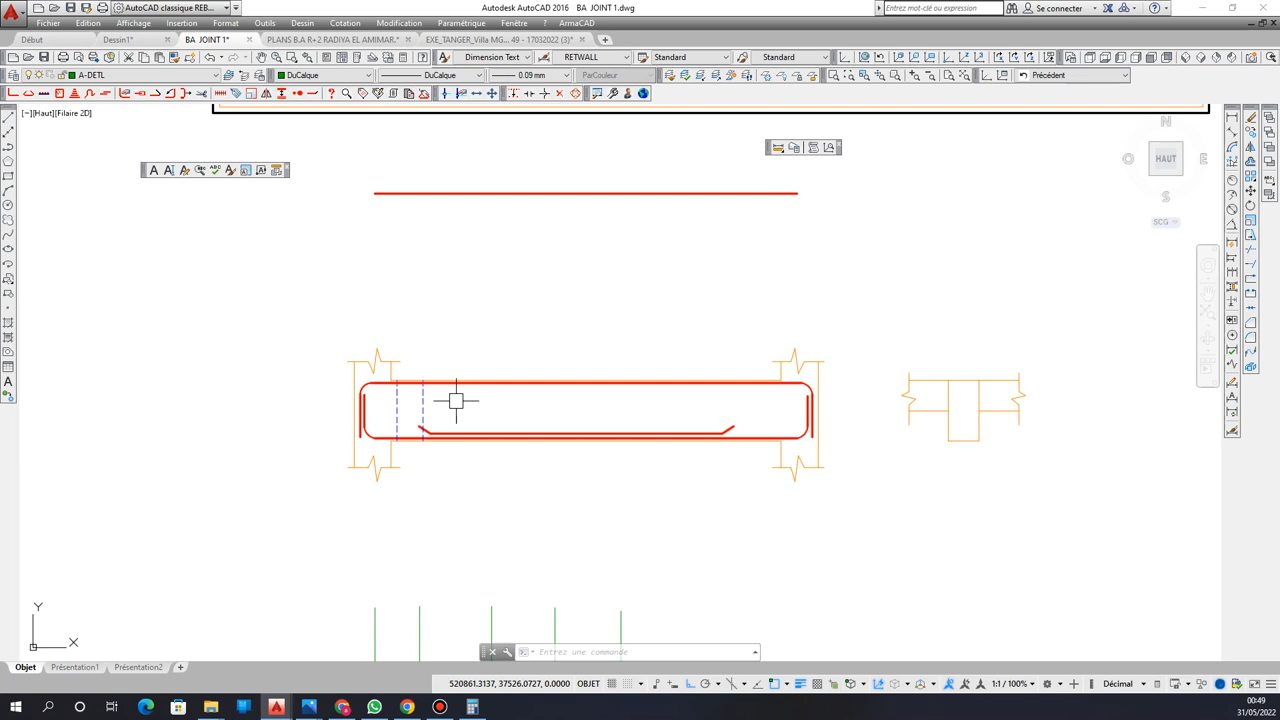 AutoCAD classique REB...
Autodesk AutoCAD 2016
BA JOINT 1.dwg
Entrez mot-clé ou expression
Se connecter
Fichier
Edition
Affichage
Insertion
Format
Outils
Dessin
Cotation
Modification
Paramétrique
Fenêtre
?
ArmaCAD
Début
Dessin1*
BA JOINT 1*
PLANS B.A R+2 RADIYA EL AMIMAR.*
EXE_TANGER_Villa MG... 49 - 17032022 (3)*
Dimension Text
RETWALL
Standard
Standard
A-DETL
DuCalque
DuCalque
0.09 mm
ParCouleur
Précédent
[−][Haut][Filaire 2D]
N
O
HAUT
E
S
SCG
Y
X
Entrez une commande
Objet
Présentation1
Présentation2
520861.3137, 37526.0727, 0.0000
OBJET
1:1 / 100%
Décimal
00:49
31/05/2022